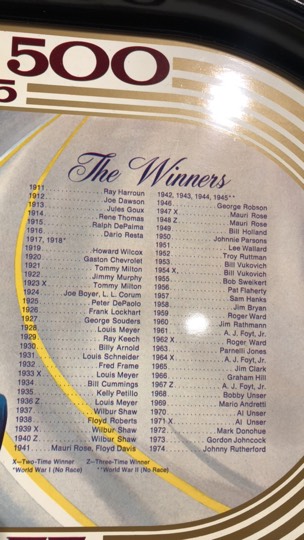 500
5
The Winners
1911 Ray Harroun
1912 Joe Dawson
1913 Jules Goux
1914 Rene Thomas
1915 Ralph DePalma
1916 Dario Resta
1917, 1918*
1919 Howard Wilcox
1920 Gaston Chevrolet
1921 Tommy Milton
1922 Jimmy Murphy
1923 X Tommy Milton
1924 Joe Boyer, L. L. Corum
1925 Peter DePaolo
1926 Frank Lockhart
1927 George Souders
1928 Louis Meyer
1929 Ray Keech
1930 Billy Arnold
1931 Louis Schneider
1932 Fred Frame
1933 X Louis Meyer
1934 Bill Cummings
1935 Kelly Petillo
1936 Z Louis Meyer
1937 Wilbur Shaw
1938 Floyd Roberts
1939 X Wilbur Shaw
1940 Z Wilbur Shaw
1941 Mauri Rose, Floyd Davis
1942, 1943, 1944, 1945**
1946 George Robson
1947 X Mauri Rose
1948 Z Mauri Rose
1949 Bill Holland
1950 Johnnie Parsons
1951 Lee Wallard
1952 Troy Ruttman
1953 Bill Vukovich
1954 X Bill Vukovich
1955 Bob Sweikert
1956 Pat Flaherty
1957 Sam Hanks
1958 Jim Bryan
1959 Roger Ward
1960 Jim Rathmann
1961 A. J. Foyt, Jr.
1962 X Roger Ward
1963 Parnelli Jones
1964 X A. J. Foyt, Jr.
1965 Jim Clark
1966 Graham Hill
1967 Z A. J. Foyt, Jr.
1968 Bobby Unser
1969 Mario Andretti
1970 Al Unser
1971 X Al Unser
1972 Mark Donohue
1973 Gordon Johncock
1974 Johnny Rutherford
X—Two-Time Winner Z—Three-Time Winner
*World War I (No Race) **World War II (No Race)